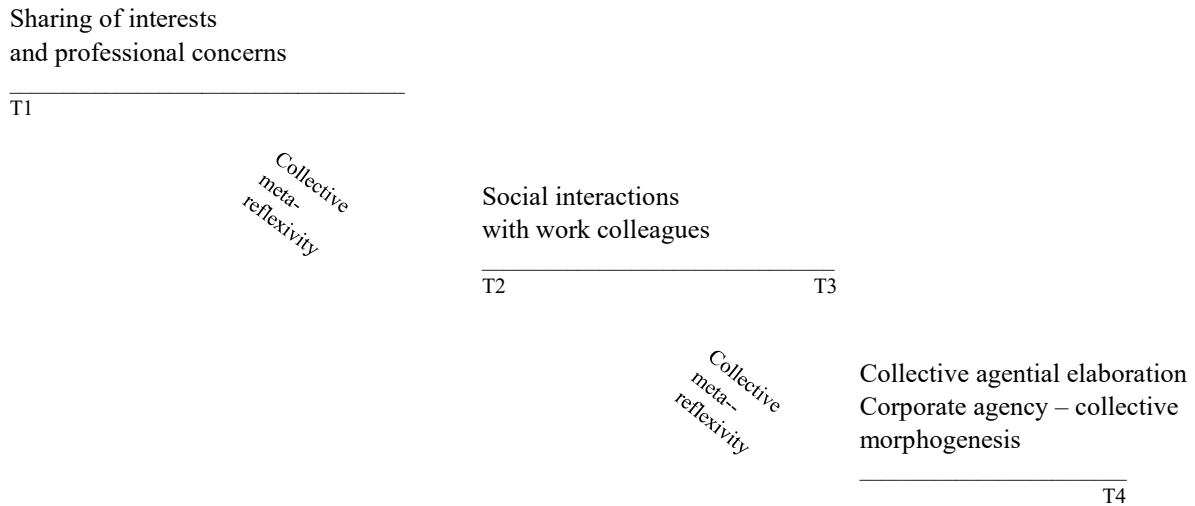 Sharing of interests
and professional concerns
T1
Collective
meta-
reflexivity
Social interactions
with work colleagues
T2 T3
Collective
meta--
reflexivity
Collective agential elaboration
Corporate agency – collective
morphogenesis
T4